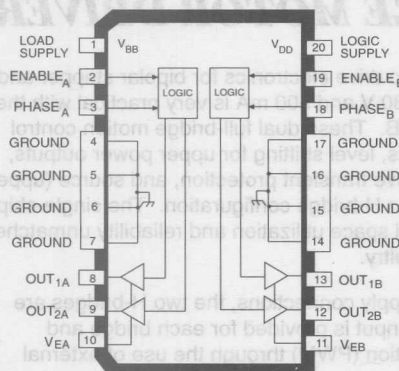 LOAD SUPPLY 1 V_BB V_DD 20 LOGIC SUPPLY
ENABLE_A 2 LOGIC LOGIC 19 ENABLE_B
PHASE_A 3 18 PHASE_B
GROUND 4 17 GROUND
GROUND 5 16 GROUND
GROUND 6 15 GROUND
GROUND 7 14 GROUND
OUT_1A 8 13 OUT_1B
OUT_2A 9 12 OUT_2B
V_EA 10 11 V_EB